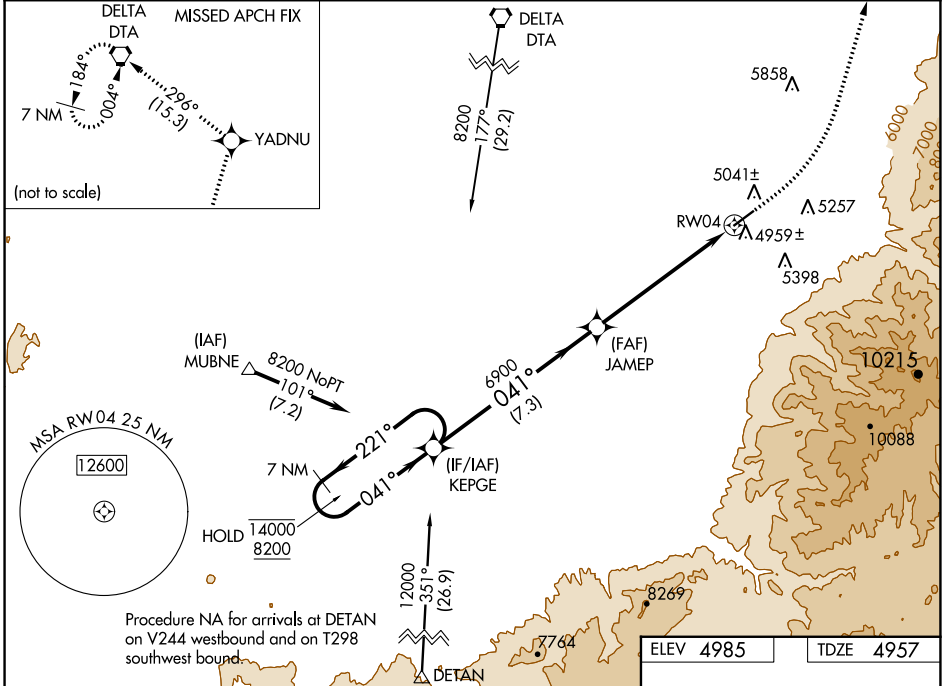 DELTA
DTA
MISSED APCH FIX
184°
004°
7 NM
296°
(15.3)
YADNU
(not to scale)
DELTA
DTA
8200
177°
(29.2)
5858
6000
7000
8000
5041±
RW04
4959±
5257
5398
(IAF)
MUBNE
8200 NoPT
101°
(7.2)
(FAF)
JAMEP
6900
041°
(7.3)
10215
10088
MSA RW04 25 NM
12600
221°
041°
7 NM
(IF/IAF)
KEPGE
HOLD
14000
8200
12000
351°
(26.9)
8269
7764
Procedure NA for arrivals at DETAN
on V244 westbound and on T298
southwest bound.
DETAN
ELEV 4985
TDZE 4957